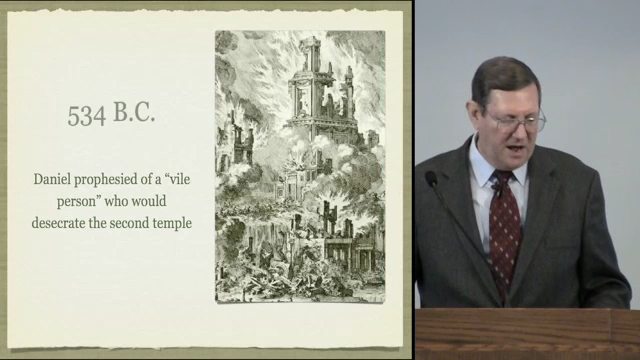 534 B.C.
Daniel prophesied of a “vile
person” who would
desecrate the second temple